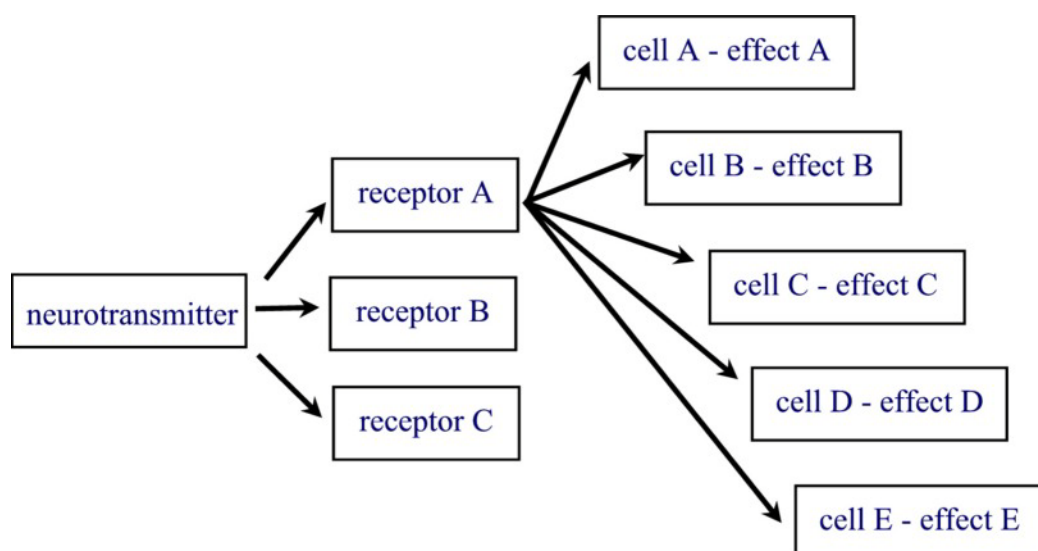 neurotransmitter
receptor A
receptor B
receptor C
cell A - effect A
cell B - effect B
cell C - effect C
cell D - effect D
cell E - effect E